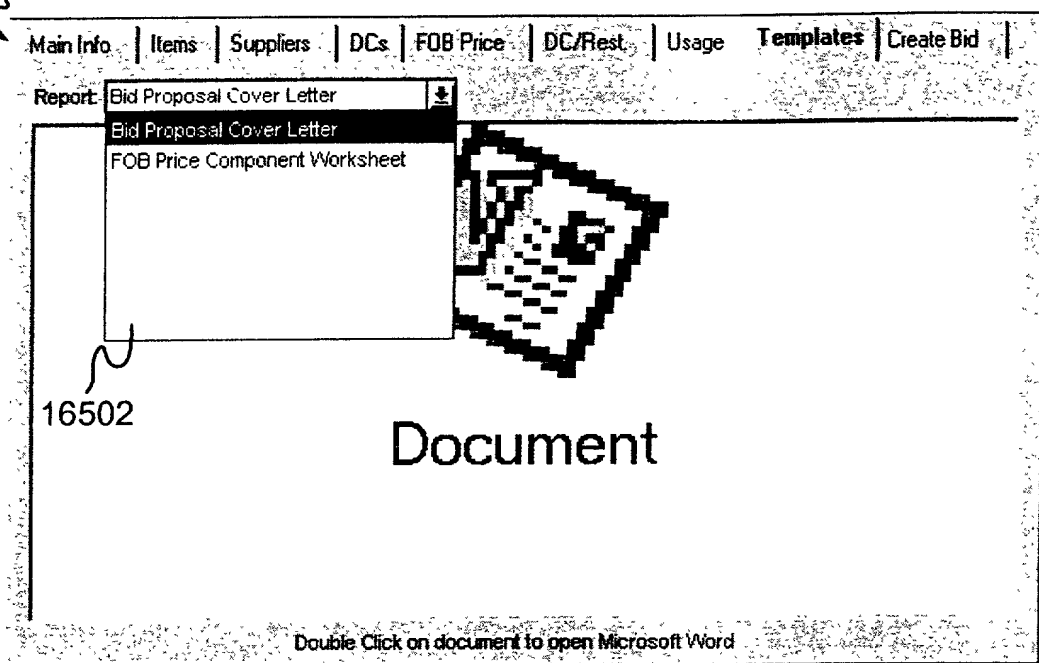 Main Info Items Suppliers DCs FOB Price DC/Rest. Usage Templates Create Bid
Report: Bid Proposal Cover Letter
Bid Proposal Cover Letter
FOB Price Component Worksheet
16502
Document
Double Click on document to open Microsoft Word